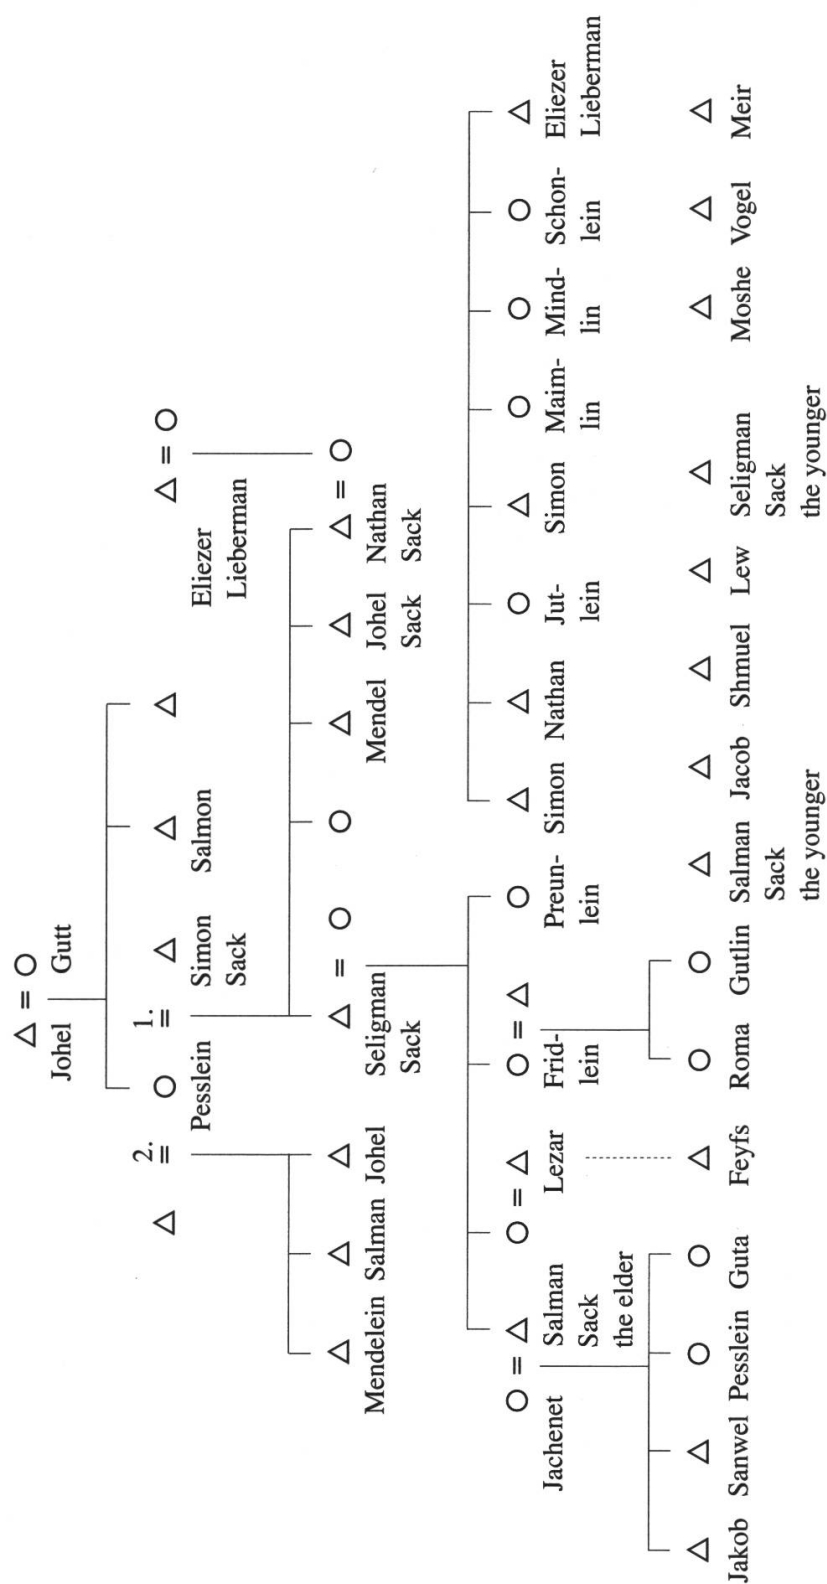 Johel Gutt
2. 1.
Pesslein Simon Salmon Eliezer
Sack Lieberman
Mendelein Salman Johel Seligman Mendel Johel Nathan
Sack Sack Sack
Jachenet Salman Lezar Frid- Preun- Simon Nathan Jut- Simon Maim- Mind- Schon- Eliezer
Sack lein lein lein lin lin lein Lieberman
the elder
Jakob Sanwel Pesslein Guta Feyfs Roma Gutlin Salman Jacob Shmuel Lew Seligman Moshe Vogel Meir
Sack Sack
the younger the younger